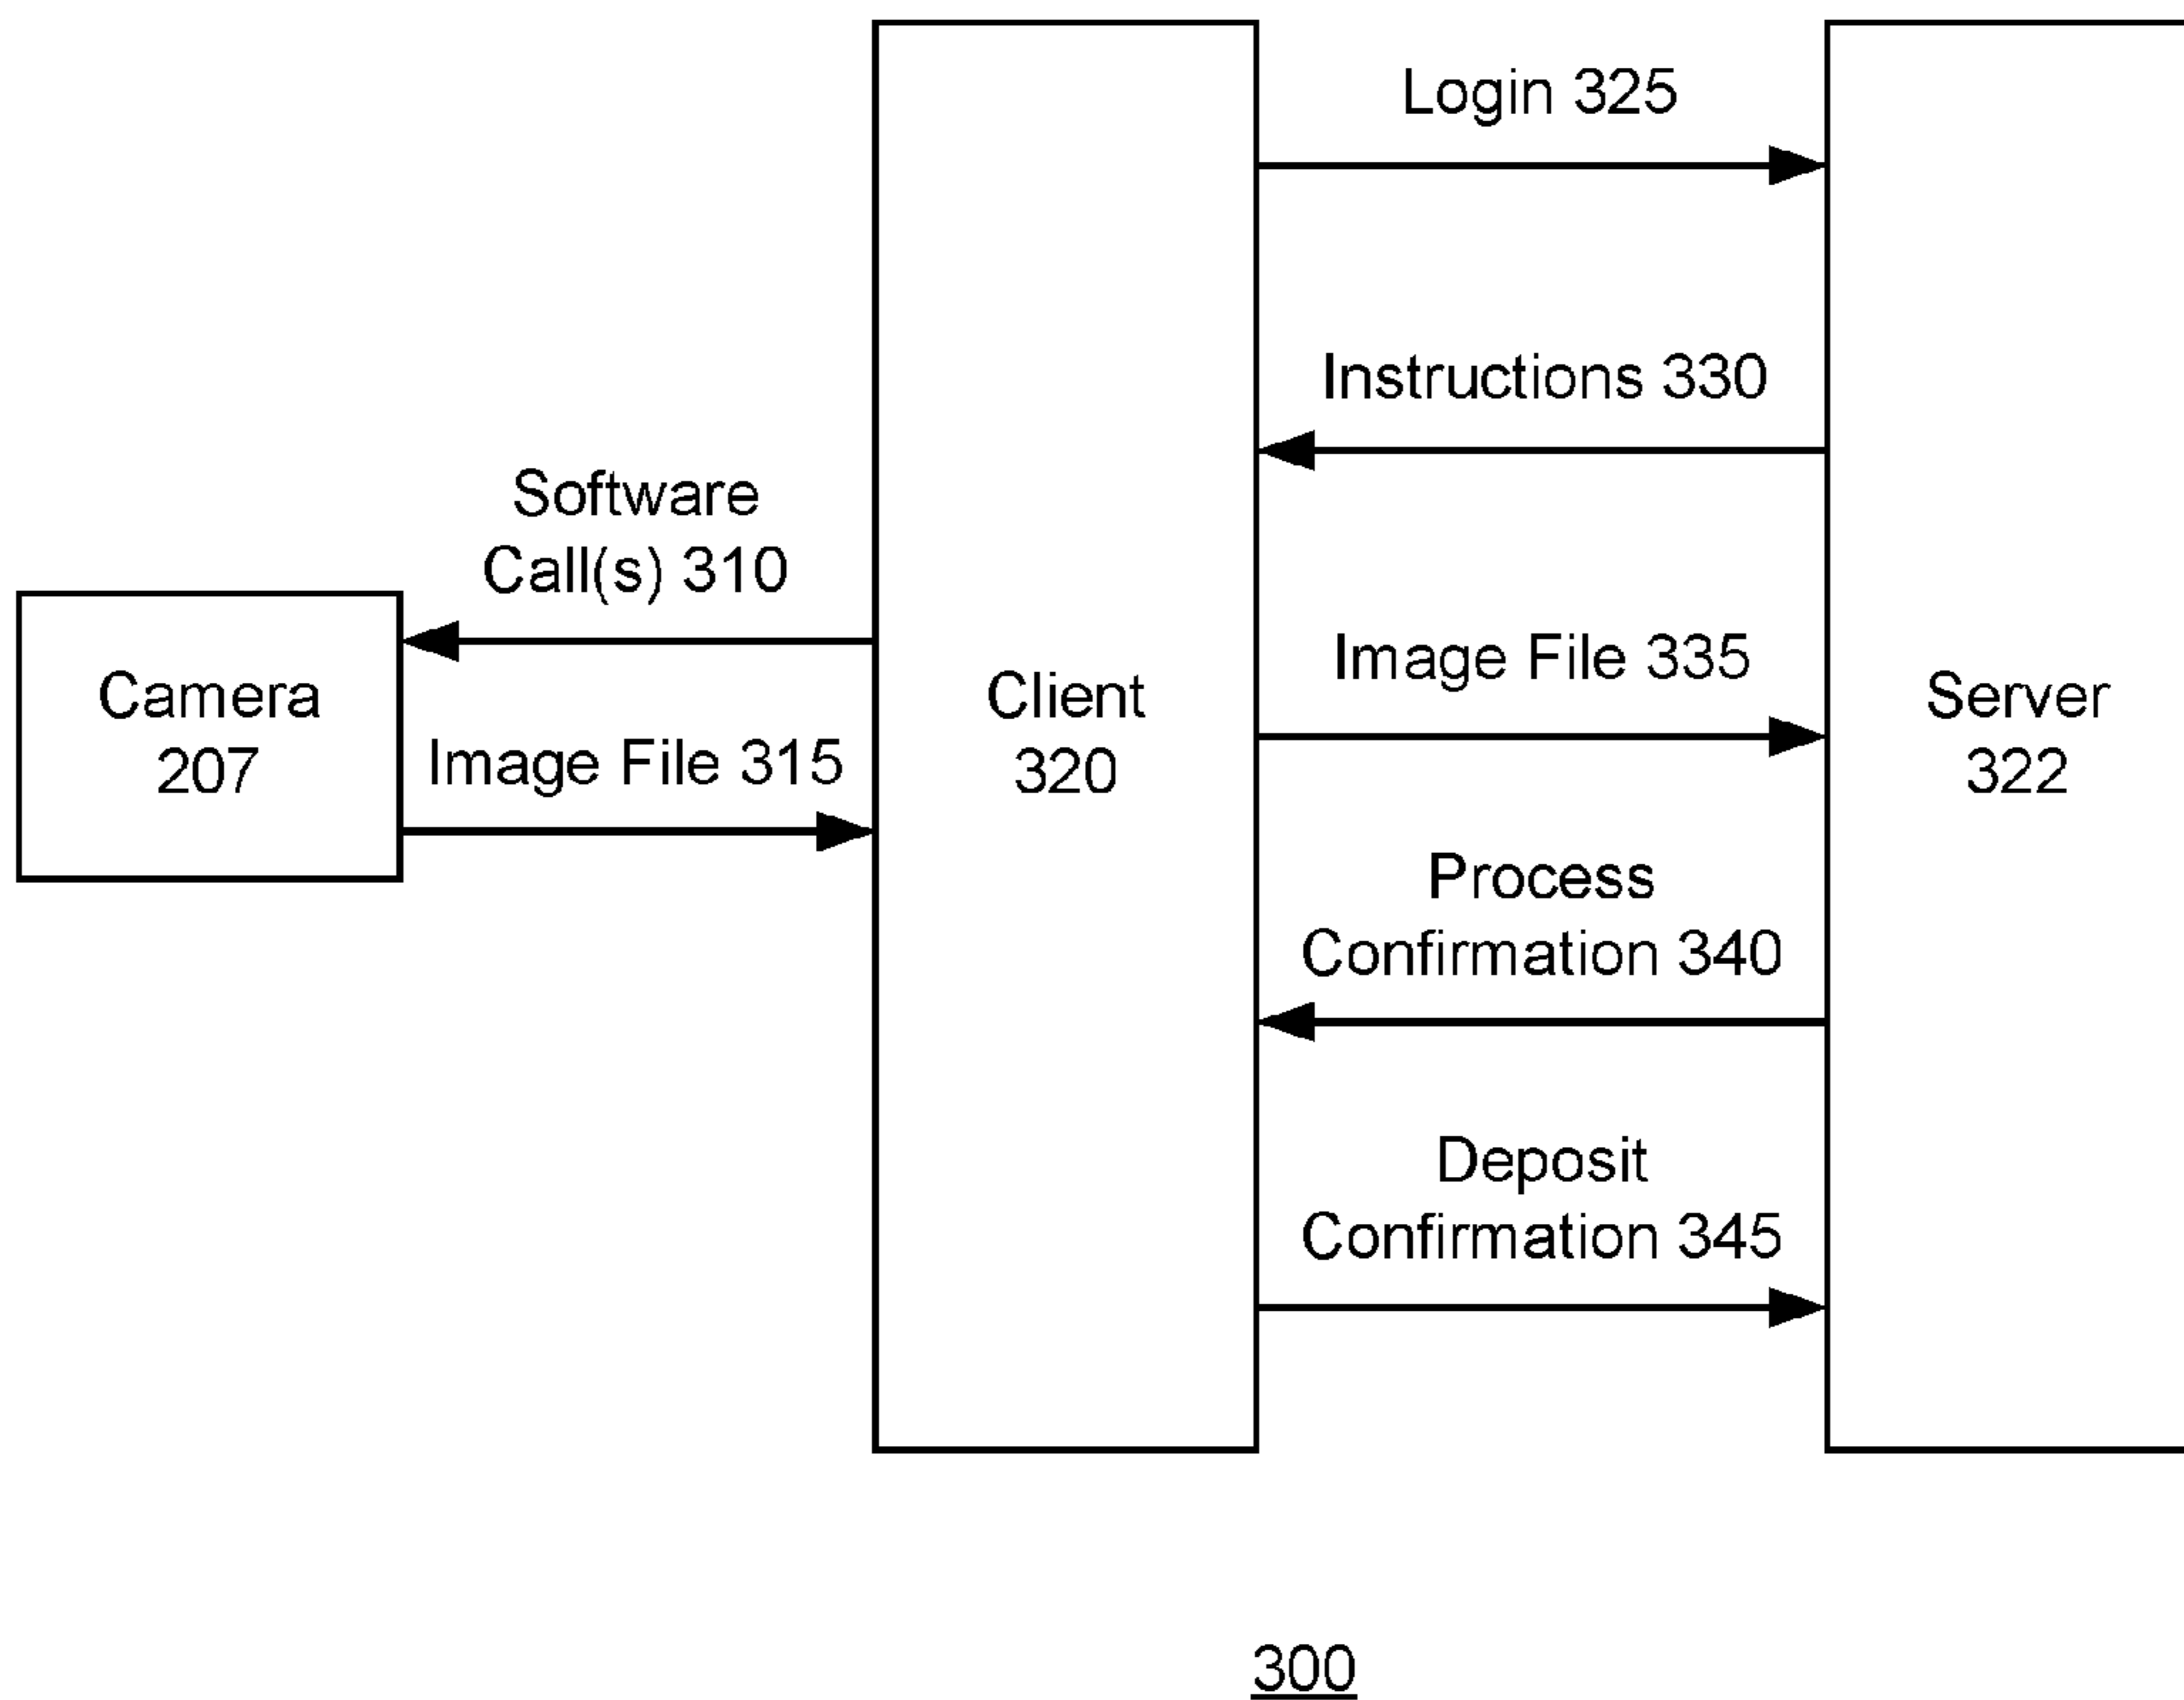 Login 325
Instructions 330
Software
Call(s) 310
Image File 335
Camera
207
Image File 315
Client
320
Server
322
Process
Confirmation 340
Deposit
Confirmation 345
300